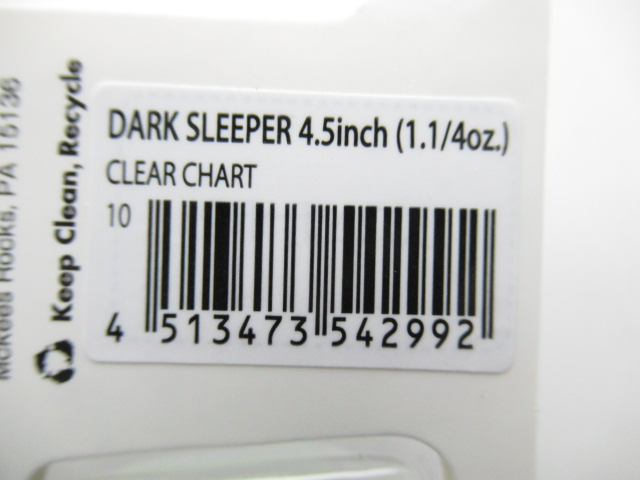 DARK SLEEPER 4.5inch (1.1/4oz.)
CLEAR CHART
10
4 513473 542992
Keep Clean, Recycle
McKees Rocks, PA 15136